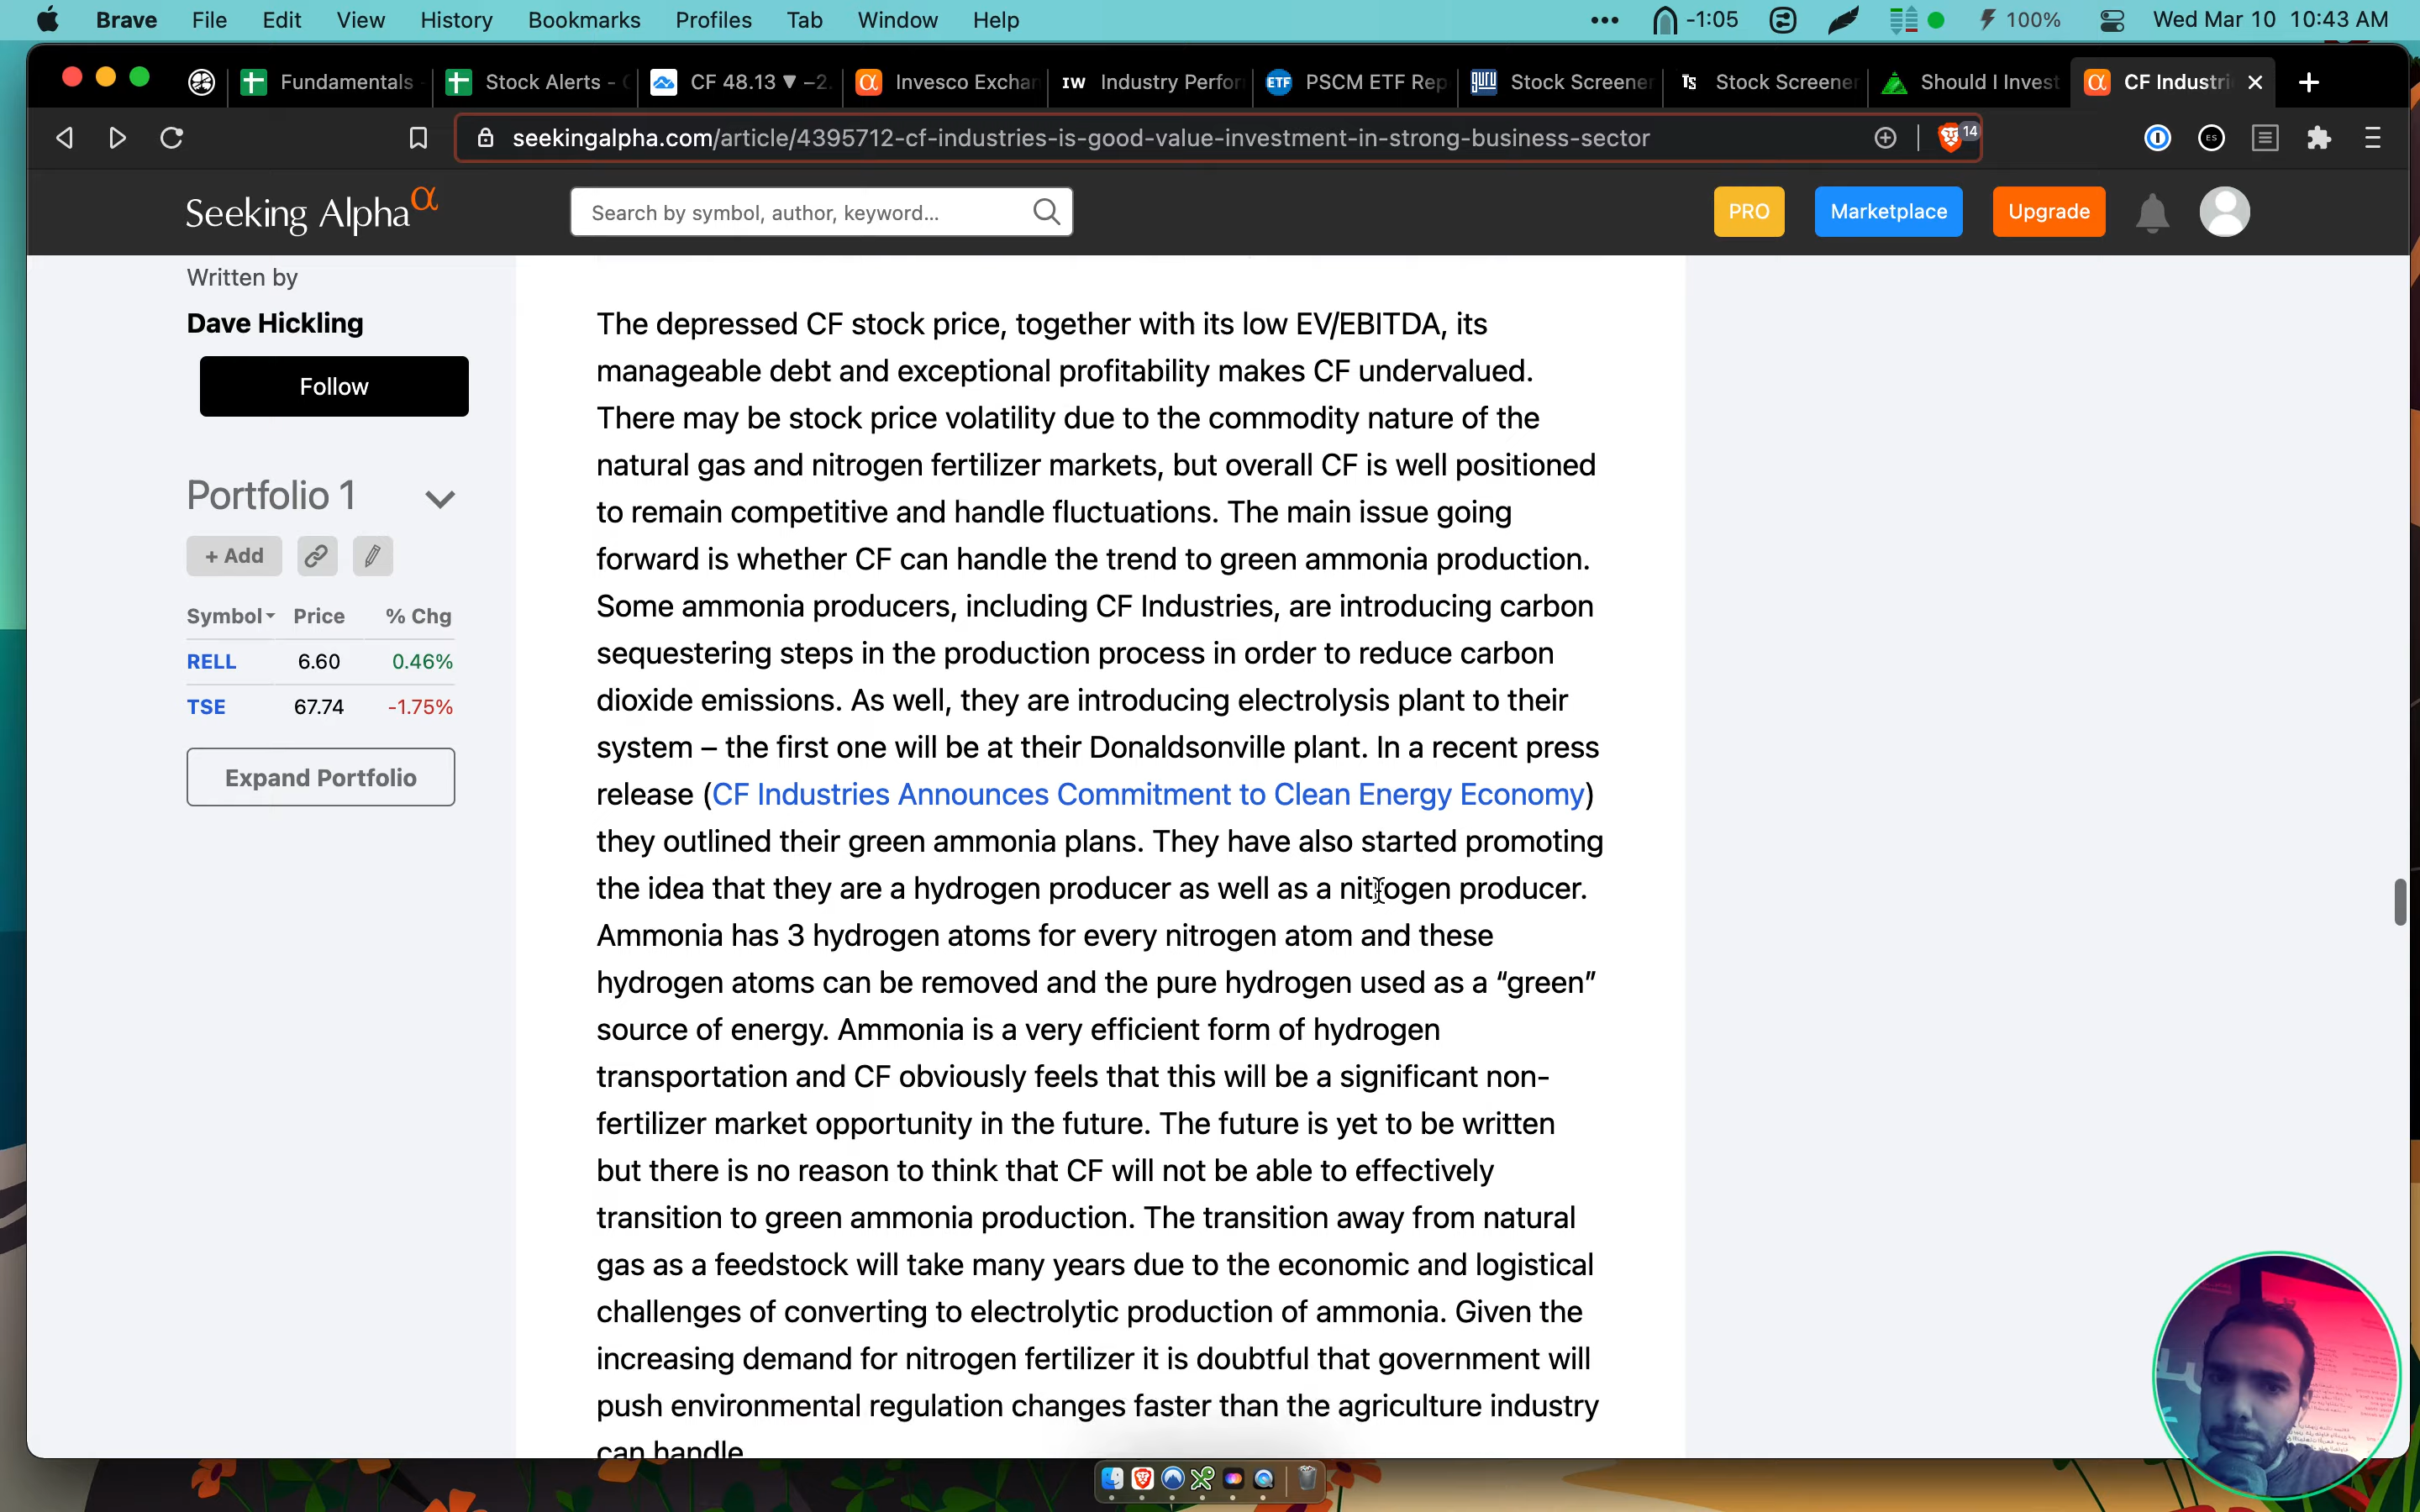 Brave File Edit View History Bookmarks Profiles Tab Window Help
-1:05 100% Wed Mar 10 10:43 AM
Fundamentals Stock Alerts - CF 48.13 ▼ −2. α Invesco Exchan IW Industry Perfor ETF PSCM ETF Rep guru Stock Screener TS Stock Screener Should I Invest α CF Industri
seekingalpha.com/article/4395712-cf-industries-is-good-value-investment-in-strong-business-sector 14 ES
Seeking Alpha α
Search by symbol, author, keyword...
PRO Marketplace Upgrade
Written by
Dave Hickling
Follow
Portfolio 1
+ Add
Symbol Price % Chg
RELL 6.60 0.46%
TSE 67.74 -1.75%
Expand Portfolio
The depressed CF stock price, together with its low EV/EBITDA, its
manageable debt and exceptional profitability makes CF undervalued.
There may be stock price volatility due to the commodity nature of the
natural gas and nitrogen fertilizer markets, but overall CF is well positioned
to remain competitive and handle fluctuations. The main issue going
forward is whether CF can handle the trend to green ammonia production.
Some ammonia producers, including CF Industries, are introducing carbon
sequestering steps in the production process in order to reduce carbon
dioxide emissions. As well, they are introducing electrolysis plant to their
system – the first one will be at their Donaldsonville plant. In a recent press
release (CF Industries Announces Commitment to Clean Energy Economy)
they outlined their green ammonia plans. They have also started promoting
the idea that they are a hydrogen producer as well as a nitrogen producer.
Ammonia has 3 hydrogen atoms for every nitrogen atom and these
hydrogen atoms can be removed and the pure hydrogen used as a “green”
source of energy. Ammonia is a very efficient form of hydrogen
transportation and CF obviously feels that this will be a significant non-
fertilizer market opportunity in the future. The future is yet to be written
but there is no reason to think that CF will not be able to effectively
transition to green ammonia production. The transition away from natural
gas as a feedstock will take many years due to the economic and logistical
challenges of converting to electrolytic production of ammonia. Given the
increasing demand for nitrogen fertilizer it is doubtful that government will
push environmental regulation changes faster than the agriculture industry
can handle